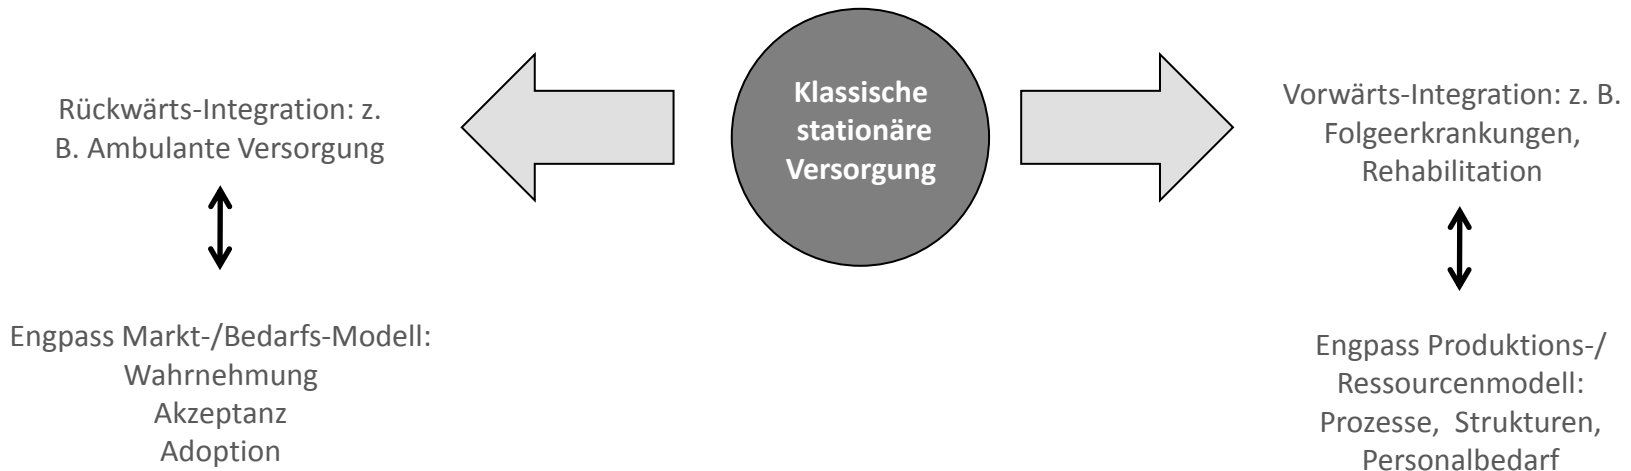 Klassische
stationäre
Versorgung
Rückwärts-Integration: z.
B. Ambulante Versorgung
Engpass Markt-/Bedarfs-Modell:
Wahrnehmung
Akzeptanz
Adoption
Vorwärts-Integration: z. B.
Folgeerkrankungen,
Rehabilitation
Engpass Produktions-/
Ressourcenmodell:
Prozesse, Strukturen,
Personalbedarf